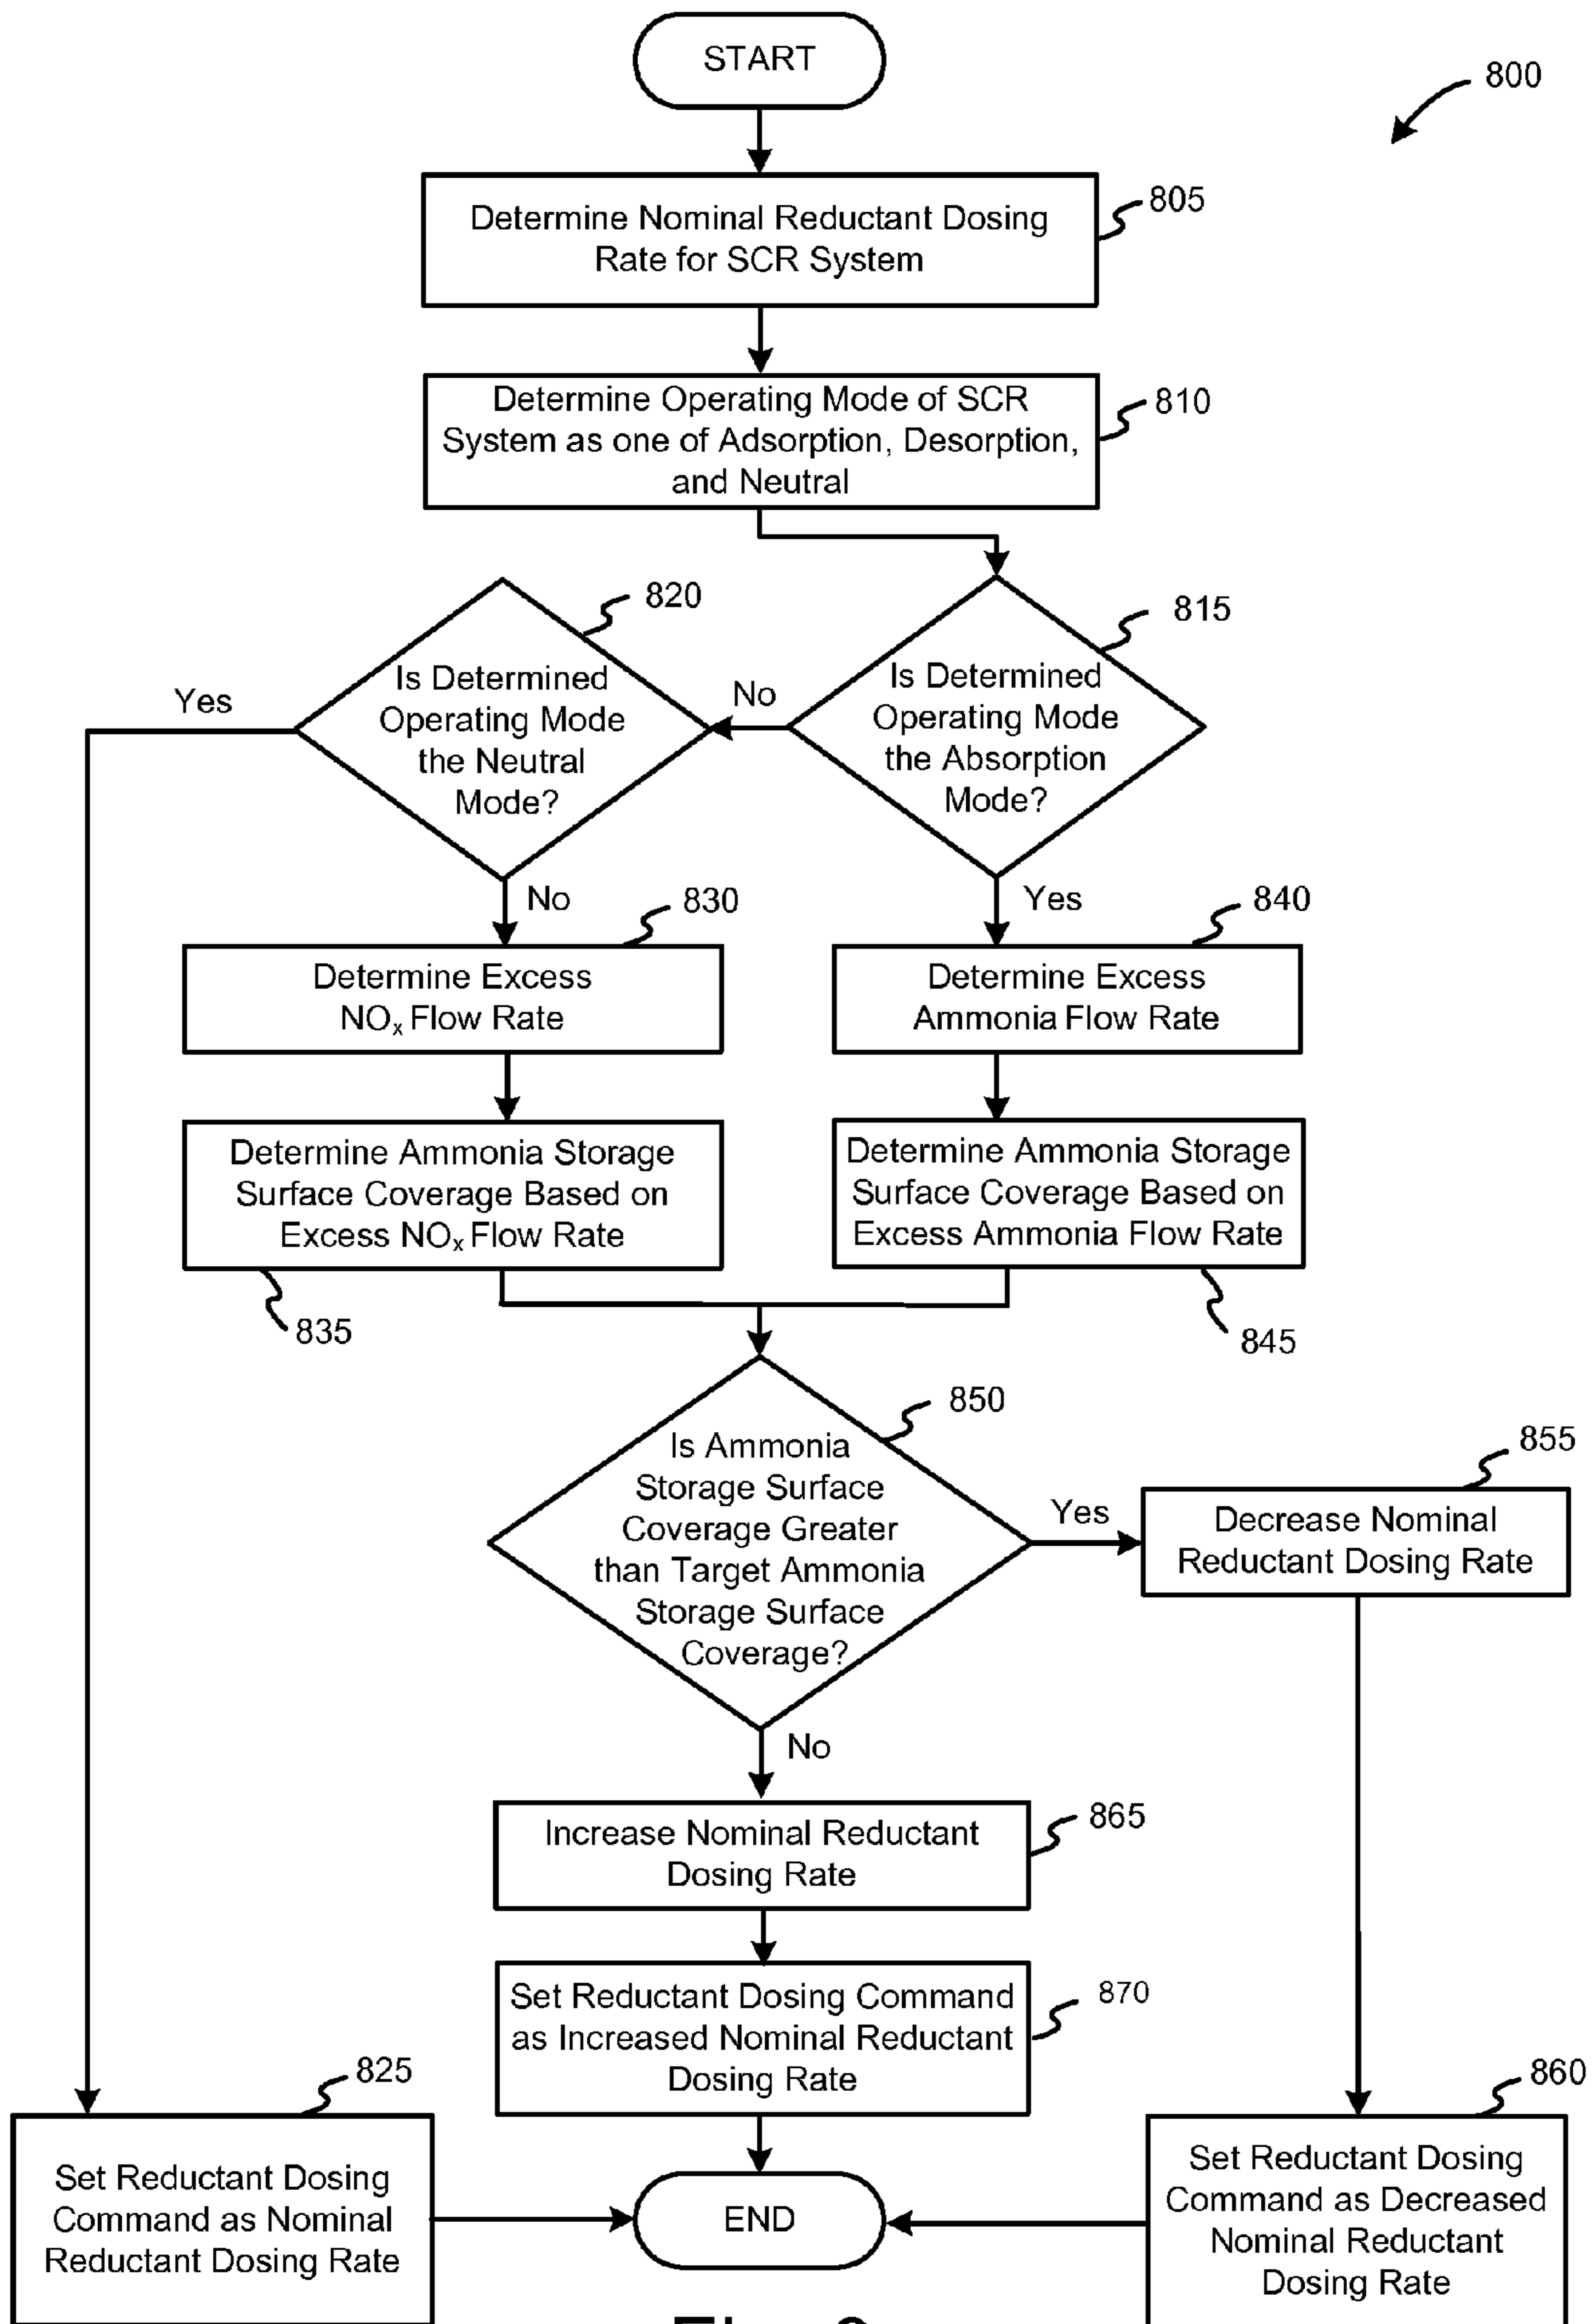 START
800
Determine Nominal Reductant Dosing
Rate for SCR System
805
Determine Operating Mode of SCR
System as one of Adsorption, Desorption,
and Neutral
810
820
815
Is Determined
Operating Mode
the Neutral
Mode?
Yes
No
Is Determined
Operating Mode
the Absorption
Mode?
No
830
Yes
840
Determine Excess
NOx Flow Rate
Determine Excess
Ammonia Flow Rate
Determine Ammonia Storage
Surface Coverage Based on
Excess NOx Flow Rate
Determine Ammonia Storage
Surface Coverage Based on
Excess Ammonia Flow Rate
835
845
850
Is Ammonia
Storage Surface
Coverage Greater
than Target Ammonia
Storage Surface
Coverage?
Yes
855
Decrease Nominal
Reductant Dosing Rate
No
Increase Nominal Reductant
Dosing Rate
865
Set Reductant Dosing Command
as Increased Nominal Reductant
Dosing Rate
870
825
860
Set Reductant Dosing
Command as Nominal
Reductant Dosing Rate
END
Set Reductant Dosing
Command as Decreased
Nominal Reductant
Dosing Rate